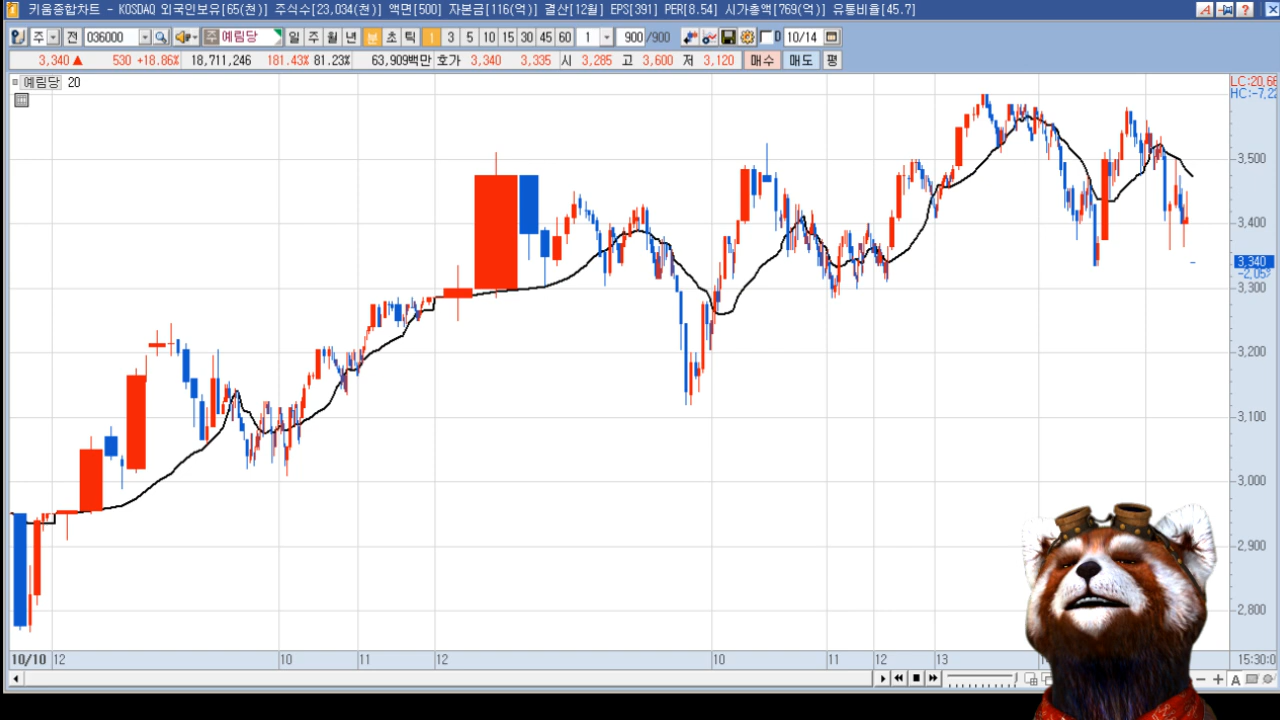 키움종합차트 - KOSDAQ 외국인보유[65(천)] 주식수[23,034(천)] 액면[500] 자본금[116(억)] 결산[12월] EPS[391] PER[8.54] 시가총액[769(억)] 유통비율[45.7] A ?
주 전 036000 주 예림당 일 주 월 년 분 초 틱 1 3 5 10 15 30 45 60 1 900 /900 D 10/14
3,340 ▲ 530 +18.86% 18,711,246 181.43% 81.23% 63,909백만 호가 3,340 3,335 시 3,285 고 3,600 저 3,120 매수 매도 평
예림당 20
LC:20.66
HC:-7.22
3,500
3,400
3,340
-2.05%
3,300
3,200
3,100
3,000
2,900
2,800
10/10 12 10 11 12 10 11 12 13 15:30:0
A